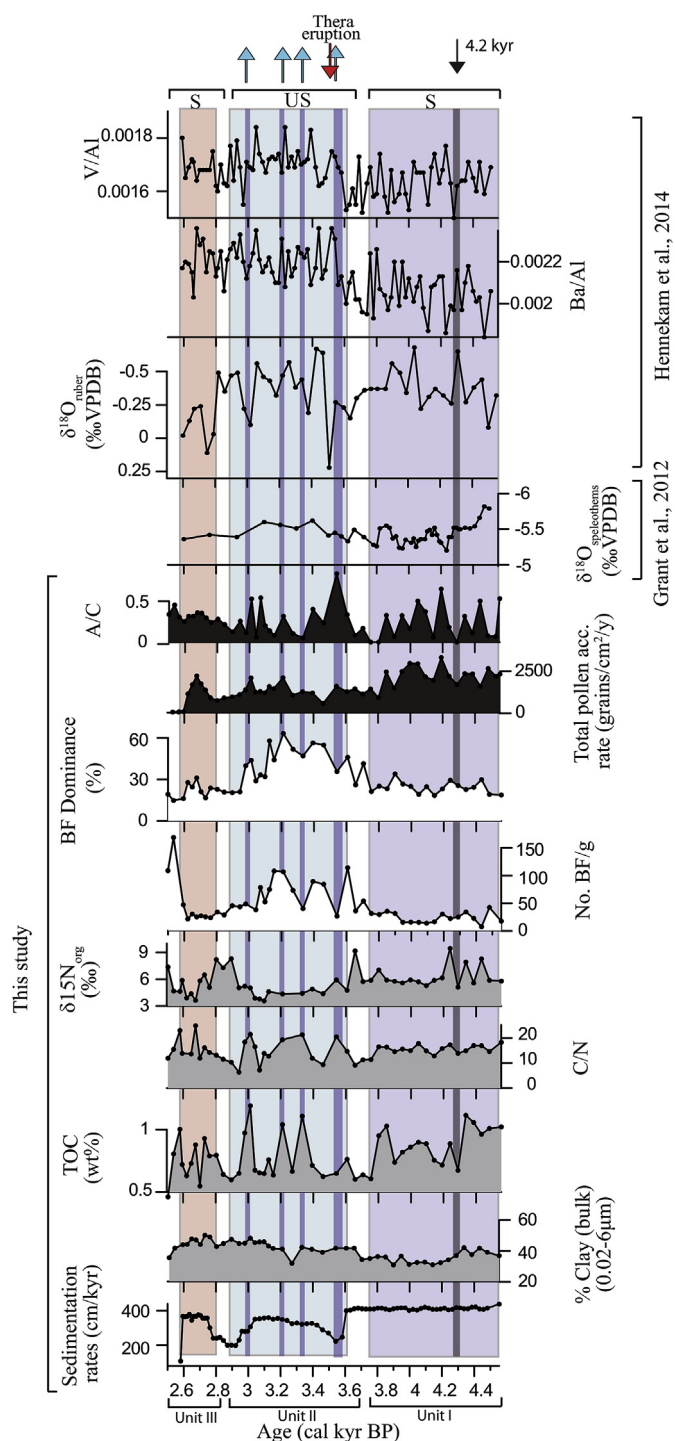 Thera
eruption
4.2 kyr
S
US
S
V/Al
0.0018
0.0016
Hennekam et al., 2014
0.0022
0.002
Ba/Al
δ18Oruber
(‰VPDB)
-0.5
-0.25
0
0.25
-6
-5.5
-5
δ18Ospeleothems
(‰VPDB)
Grant et al., 2012
This study
A/C
0.5
0
2500
0
Total pollen acc.
rate (grains/cm2/y)
BF Dominance
(%)
60
30
0
150
100
50
0
No. BF/g
δ15Norg
(‰)
9
6
3
20
10
0
C/N
TOC
(wt%)
1
0.5
60
40
20
% Clay (bulk)
(0.02-6μm)
Sedimentation
rates (cm/kyr)
400
200
2.6 2.8 3 3.2 3.4 3.6 3.8 4 4.2 4.4
Unit III Unit II Unit I
Age (cal kyr BP)